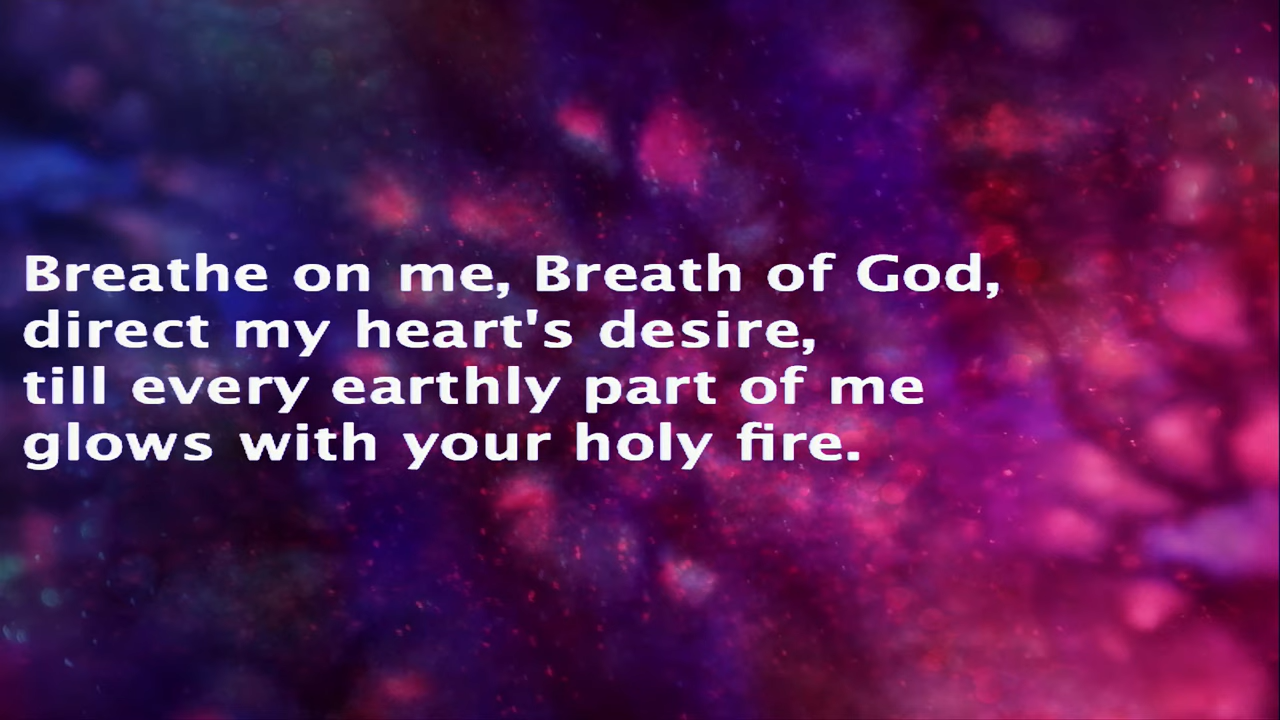 Breathe on me, Breath of God,
direct my heart's desire,
till every earthly part of me
glows with your holy fire.